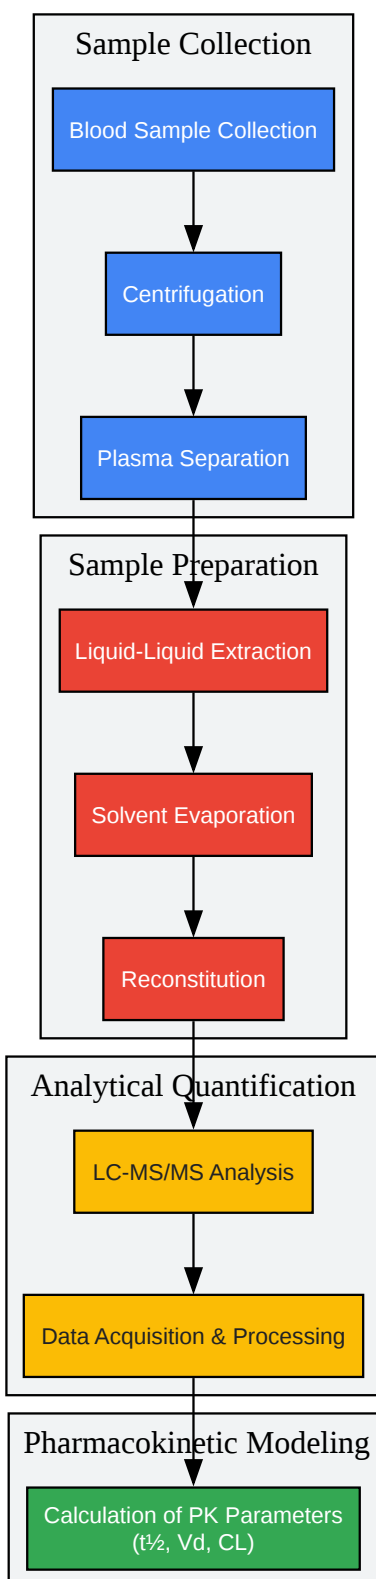 Sample Collection
Blood Sample Collection
Centrifugation
Plasma Separation
Sample Preparation
Liquid-Liquid Extraction
Solvent Evaporation
Reconstitution
Analytical Quantification
LC-MS/MS Analysis
Data Acquisition & Processing
Pharmacokinetic Modeling
Calculation of PK Parameters
(t½, Vd, CL)